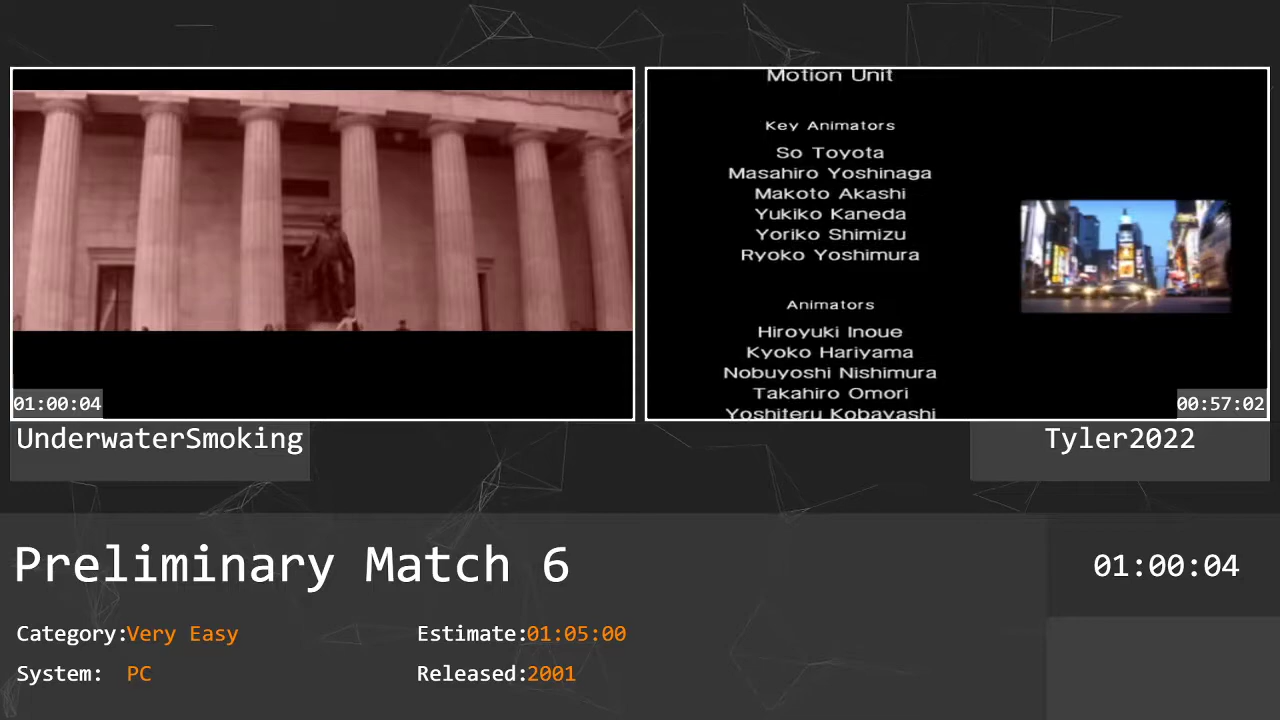 Motion Unit
Key Animators
So Toyota
Masahiro Yoshinaga
Makoto Akashi
Yukiko Kaneda
Yoriko Shimizu
Ryoko Yoshimura
Animators
Hiroyuki Inoue
Kyoko Hariyama
Nobuyoshi Nishimura
Takahiro Omori
Yoshiteru Kobayashi
01:00:04
00:57:02
UnderwaterSmoking
Tyler2022
Preliminary Match 6
01:00:04
Category:Very Easy
Estimate:01:05:00
System: PC
Released:2001